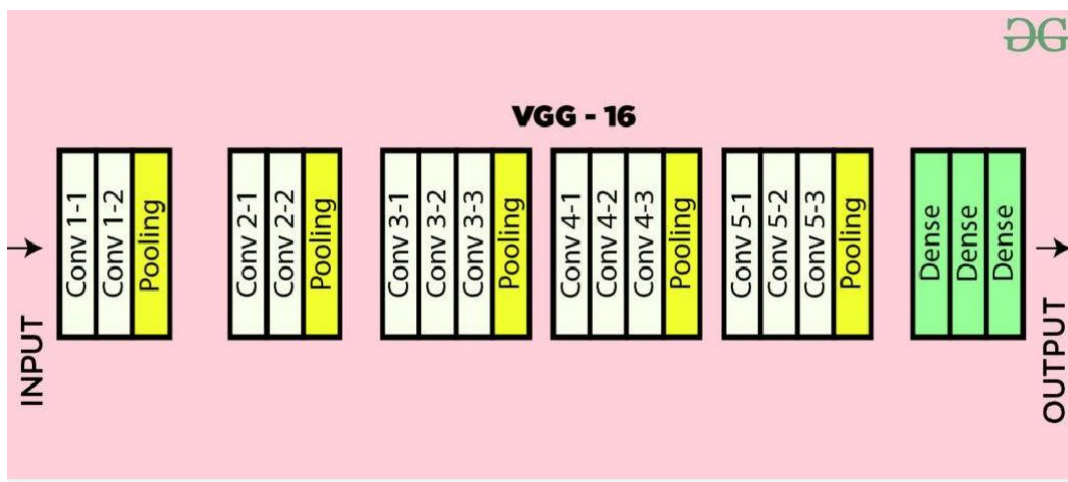 VGG - 16
INPUT
Conv 1-1
Conv 1-2
Pooling
Conv 2-1
Conv 2-2
Pooling
Conv 3-1
Conv 3-2
Conv 3-3
Pooling
Conv 4-1
Conv 4-2
Conv 4-3
Pooling
Conv 5-1
Conv 5-2
Conv 5-3
Pooling
Dense
Dense
Dense
OUTPUT